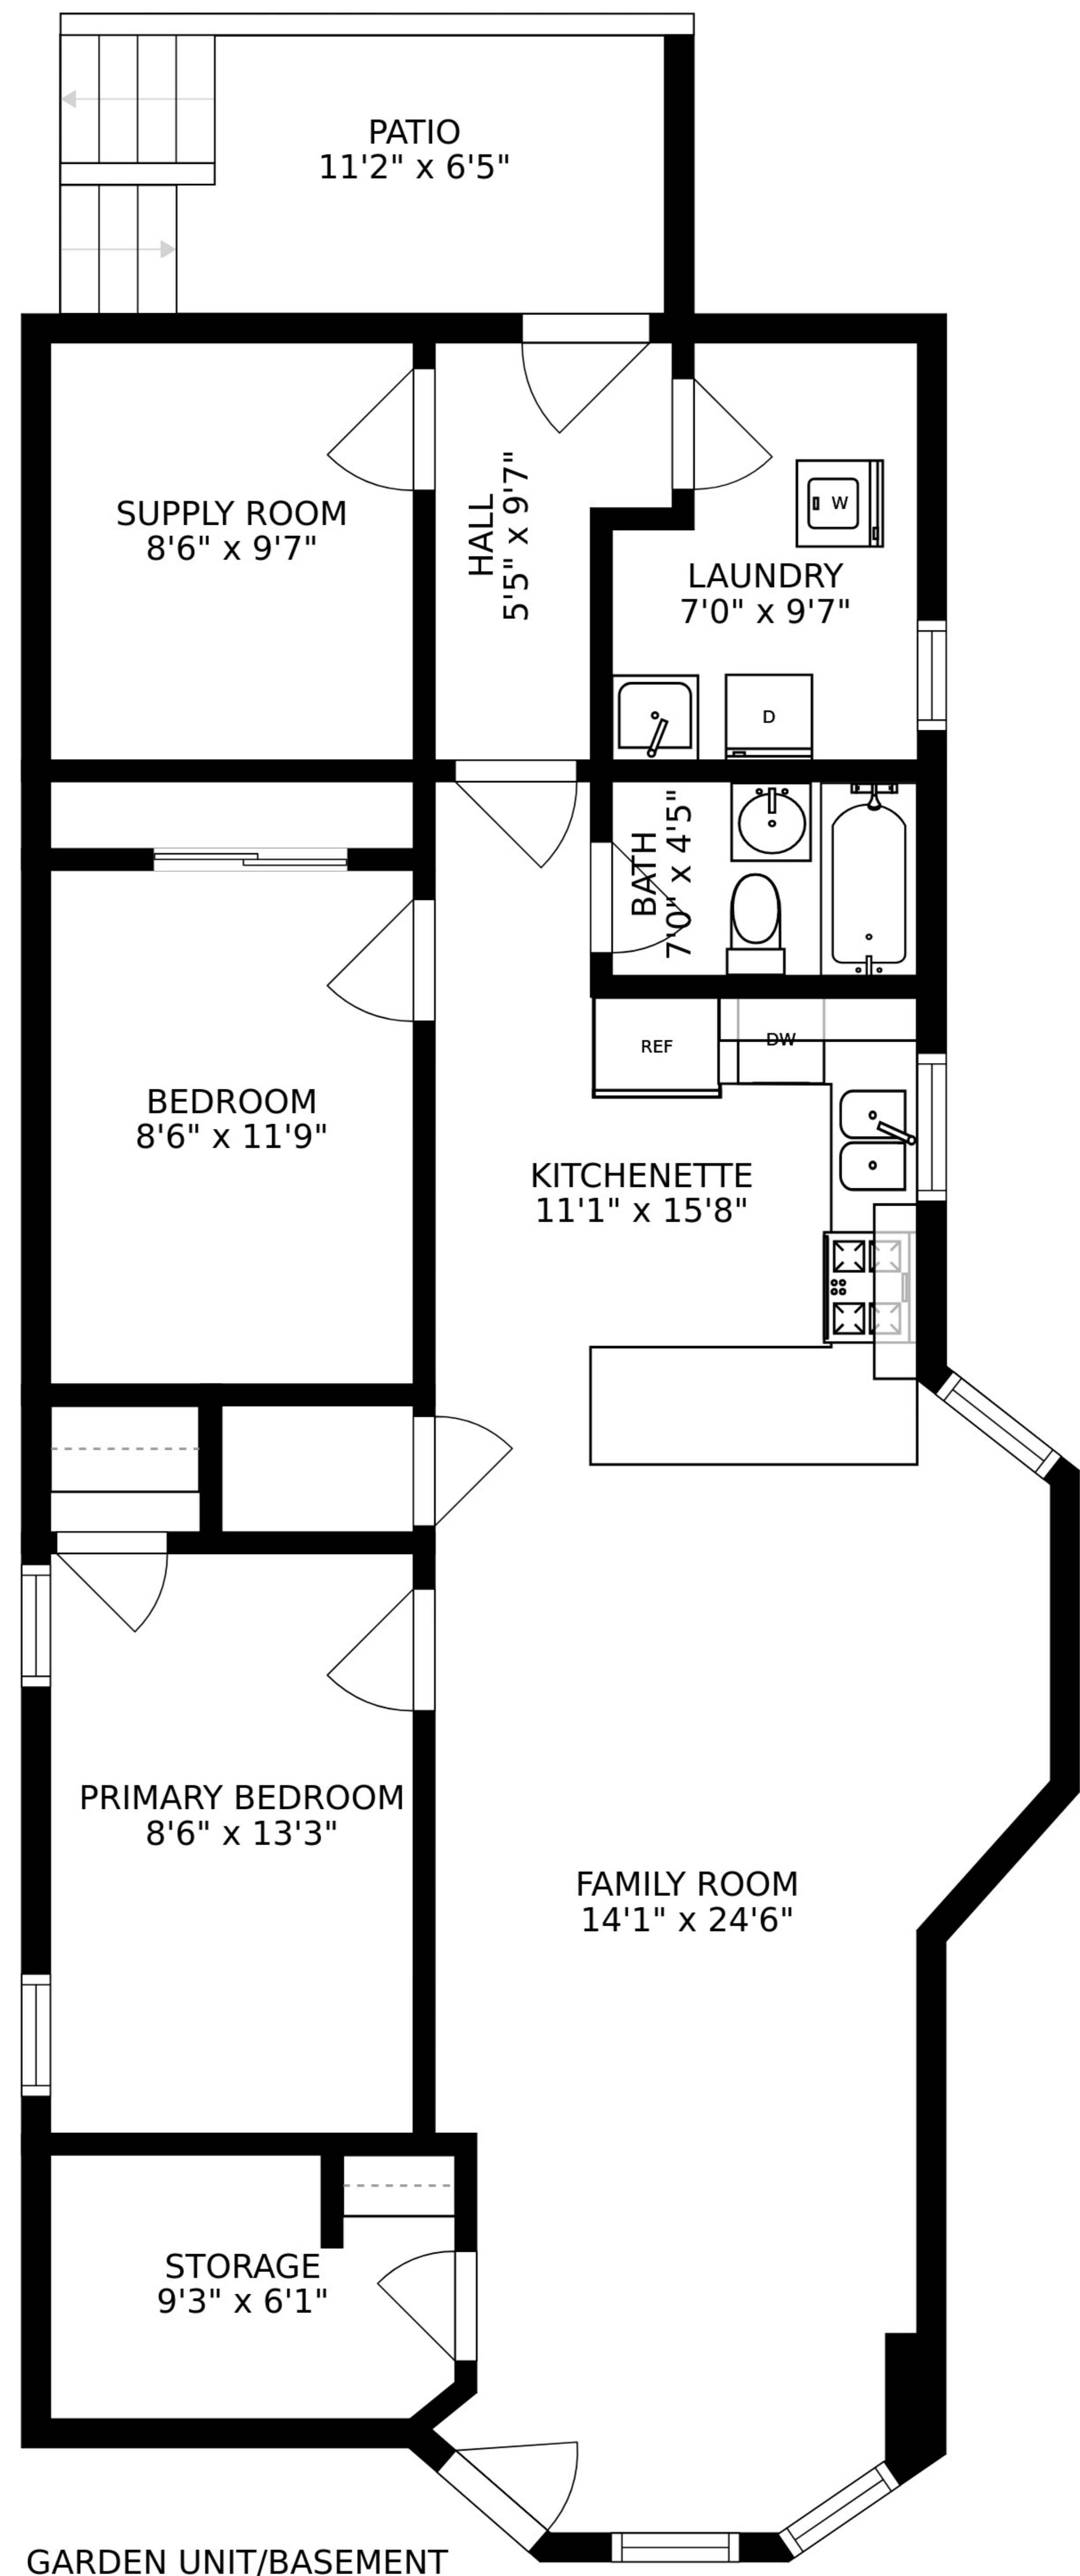 PATIO
11'2" x 6'5"
SUPPLY ROOM
8'6" x 9'7"
HALL
5'5" x 9'7"
W
LAUNDRY
7'0" x 9'7"
D
BATH
7'0" x 4'5"
REF
DW
BEDROOM
8'6" x 11'9"
KITCHENETTE
11'1" x 15'8"
PRIMARY BEDROOM
8'6" x 13'3"
FAMILY ROOM
14'1" x 24'6"
STORAGE
9'3" x 6'1"
GARDEN UNIT/BASEMENT